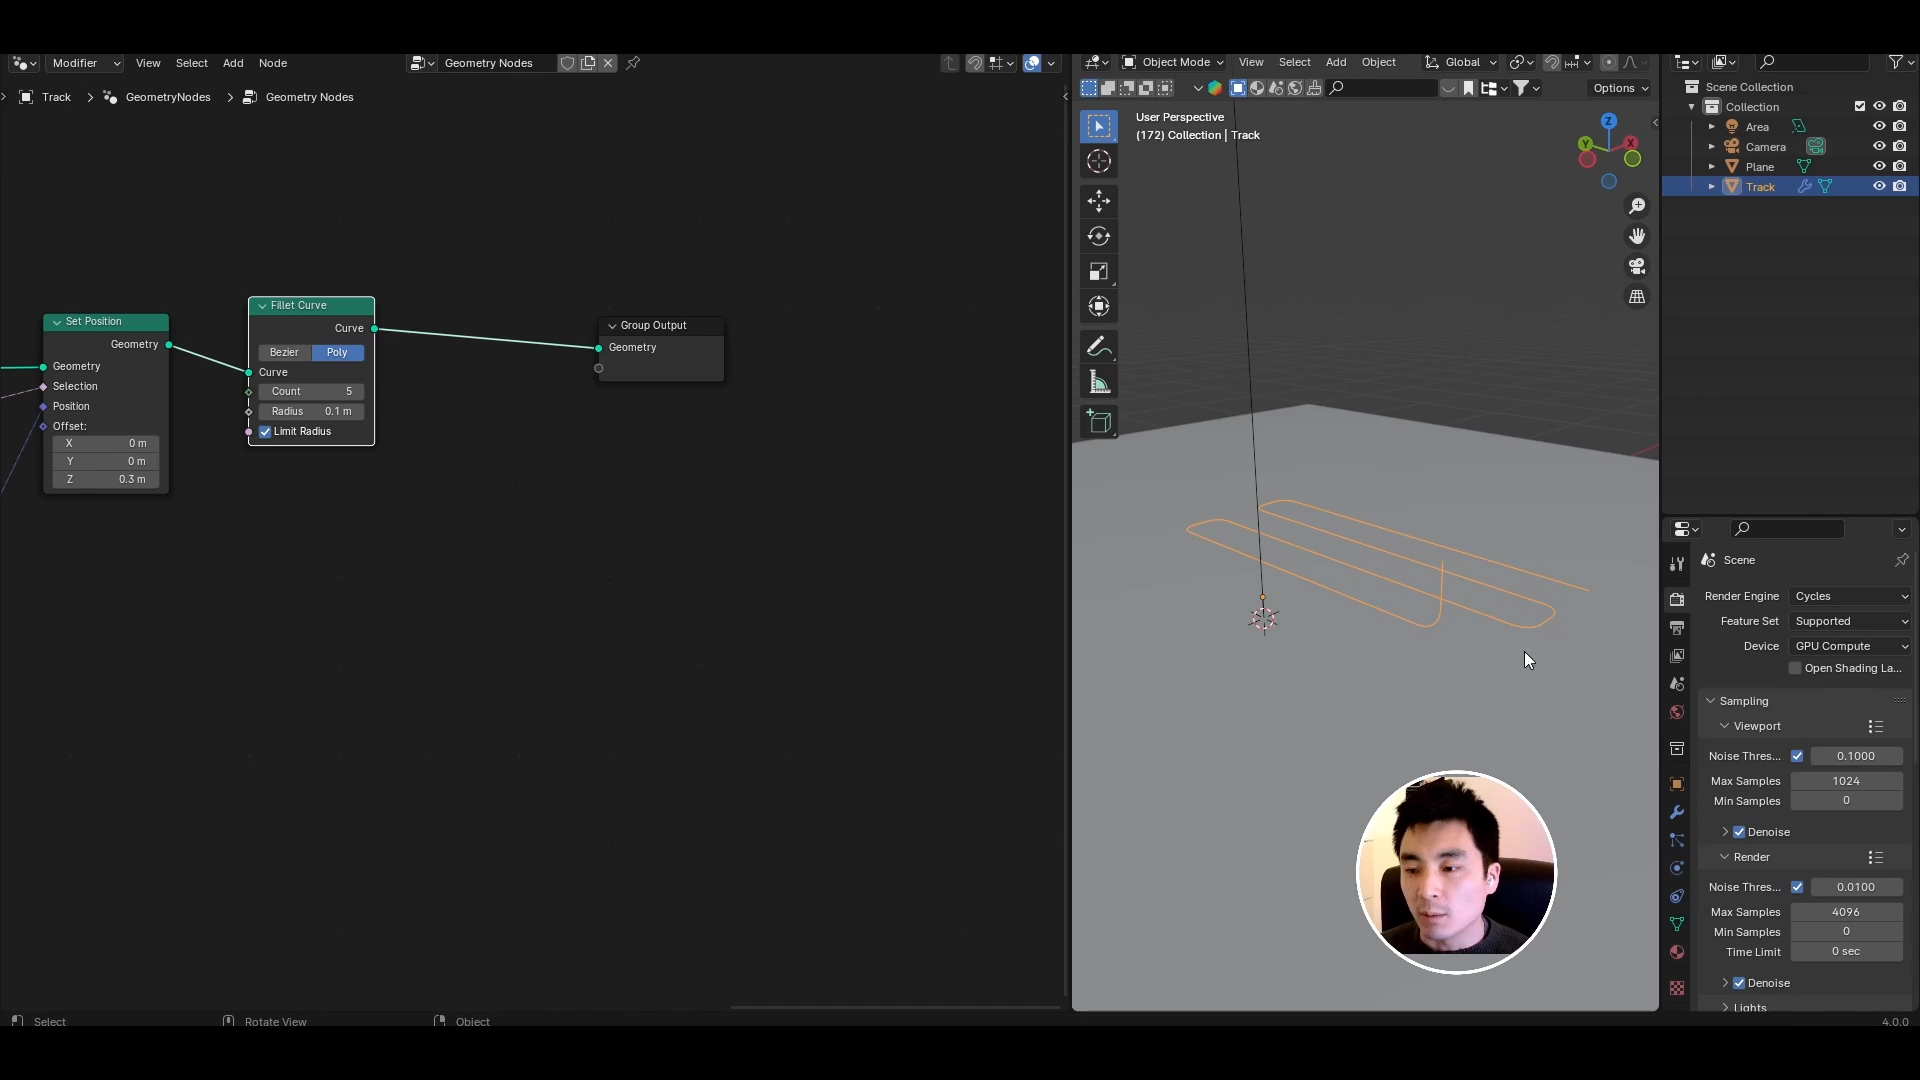 Modifier View Select Add Node Geometry Nodes
Track GeometryNodes Geometry Nodes
Set Position
Geometry
Geometry
Selection
Position
Offset:
X 0 m
Y 0 m
Z 0.3 m
Fillet Curve
Curve
Bezier Poly
Curve
Count 5
Radius 0.1 m
Limit Radius
Group Output
Geometry
Object Mode View Select Add Object Global
Options
User Perspective
(172) Collection | Track
Z
Y
X
Scene Collection
Collection
Area
Camera
Plane
Track
Scene
Render Engine Cycles
Feature Set Supported
Device GPU Compute
Open Shading La...
Sampling
Viewport
Noise Thres... 0.1000
Max Samples 1024
Min Samples 0
Denoise
Render
Noise Thres... 0.0100
Max Samples 4096
Min Samples 0
Time Limit 0 sec
Denoise
Lights
Select Rotate View Object 4.0.0